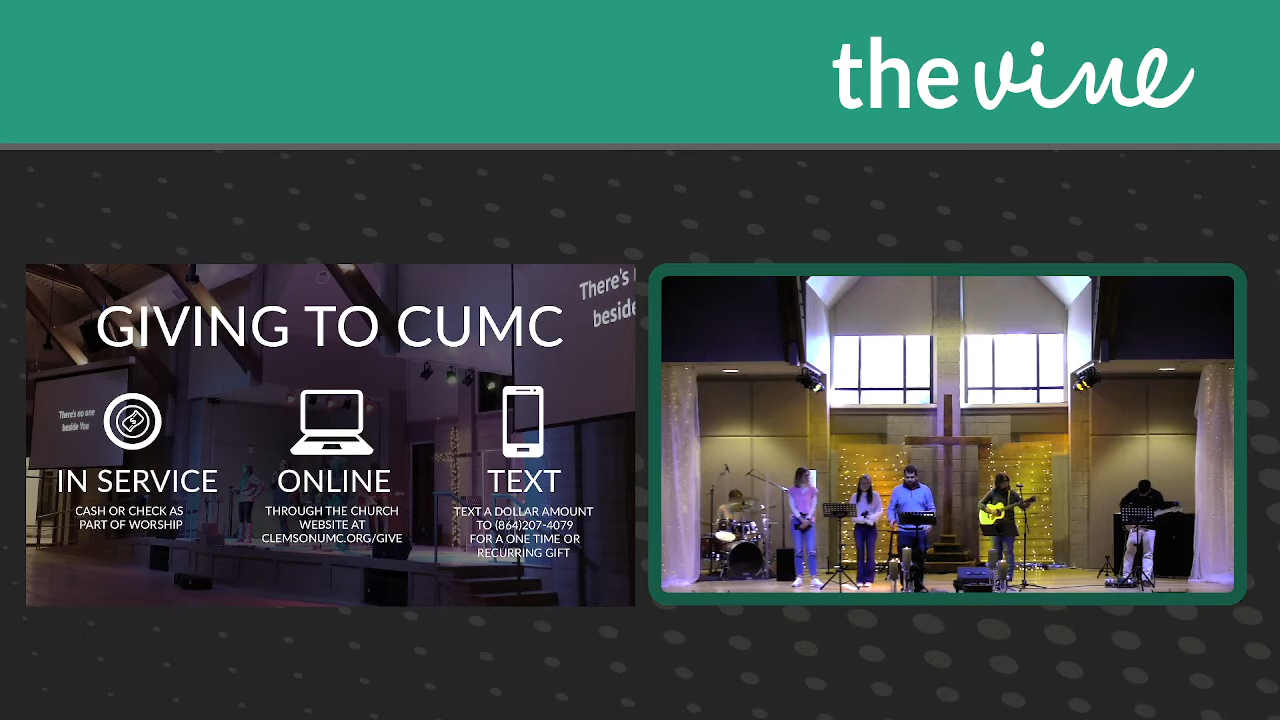 the vine
There's
beside
GIVING TO CUMC
There's no one
beside You
IN SERVICE
CASH OR CHECK AS
PART OF WORSHIP
ONLINE
THROUGH THE CHURCH
WEBSITE AT
CLEMSONUMC.ORG/GIVE
TEXT
TEXT A DOLLAR AMOUNT
TO (864)207-4079
FOR A ONE TIME OR
RECURRING GIFT